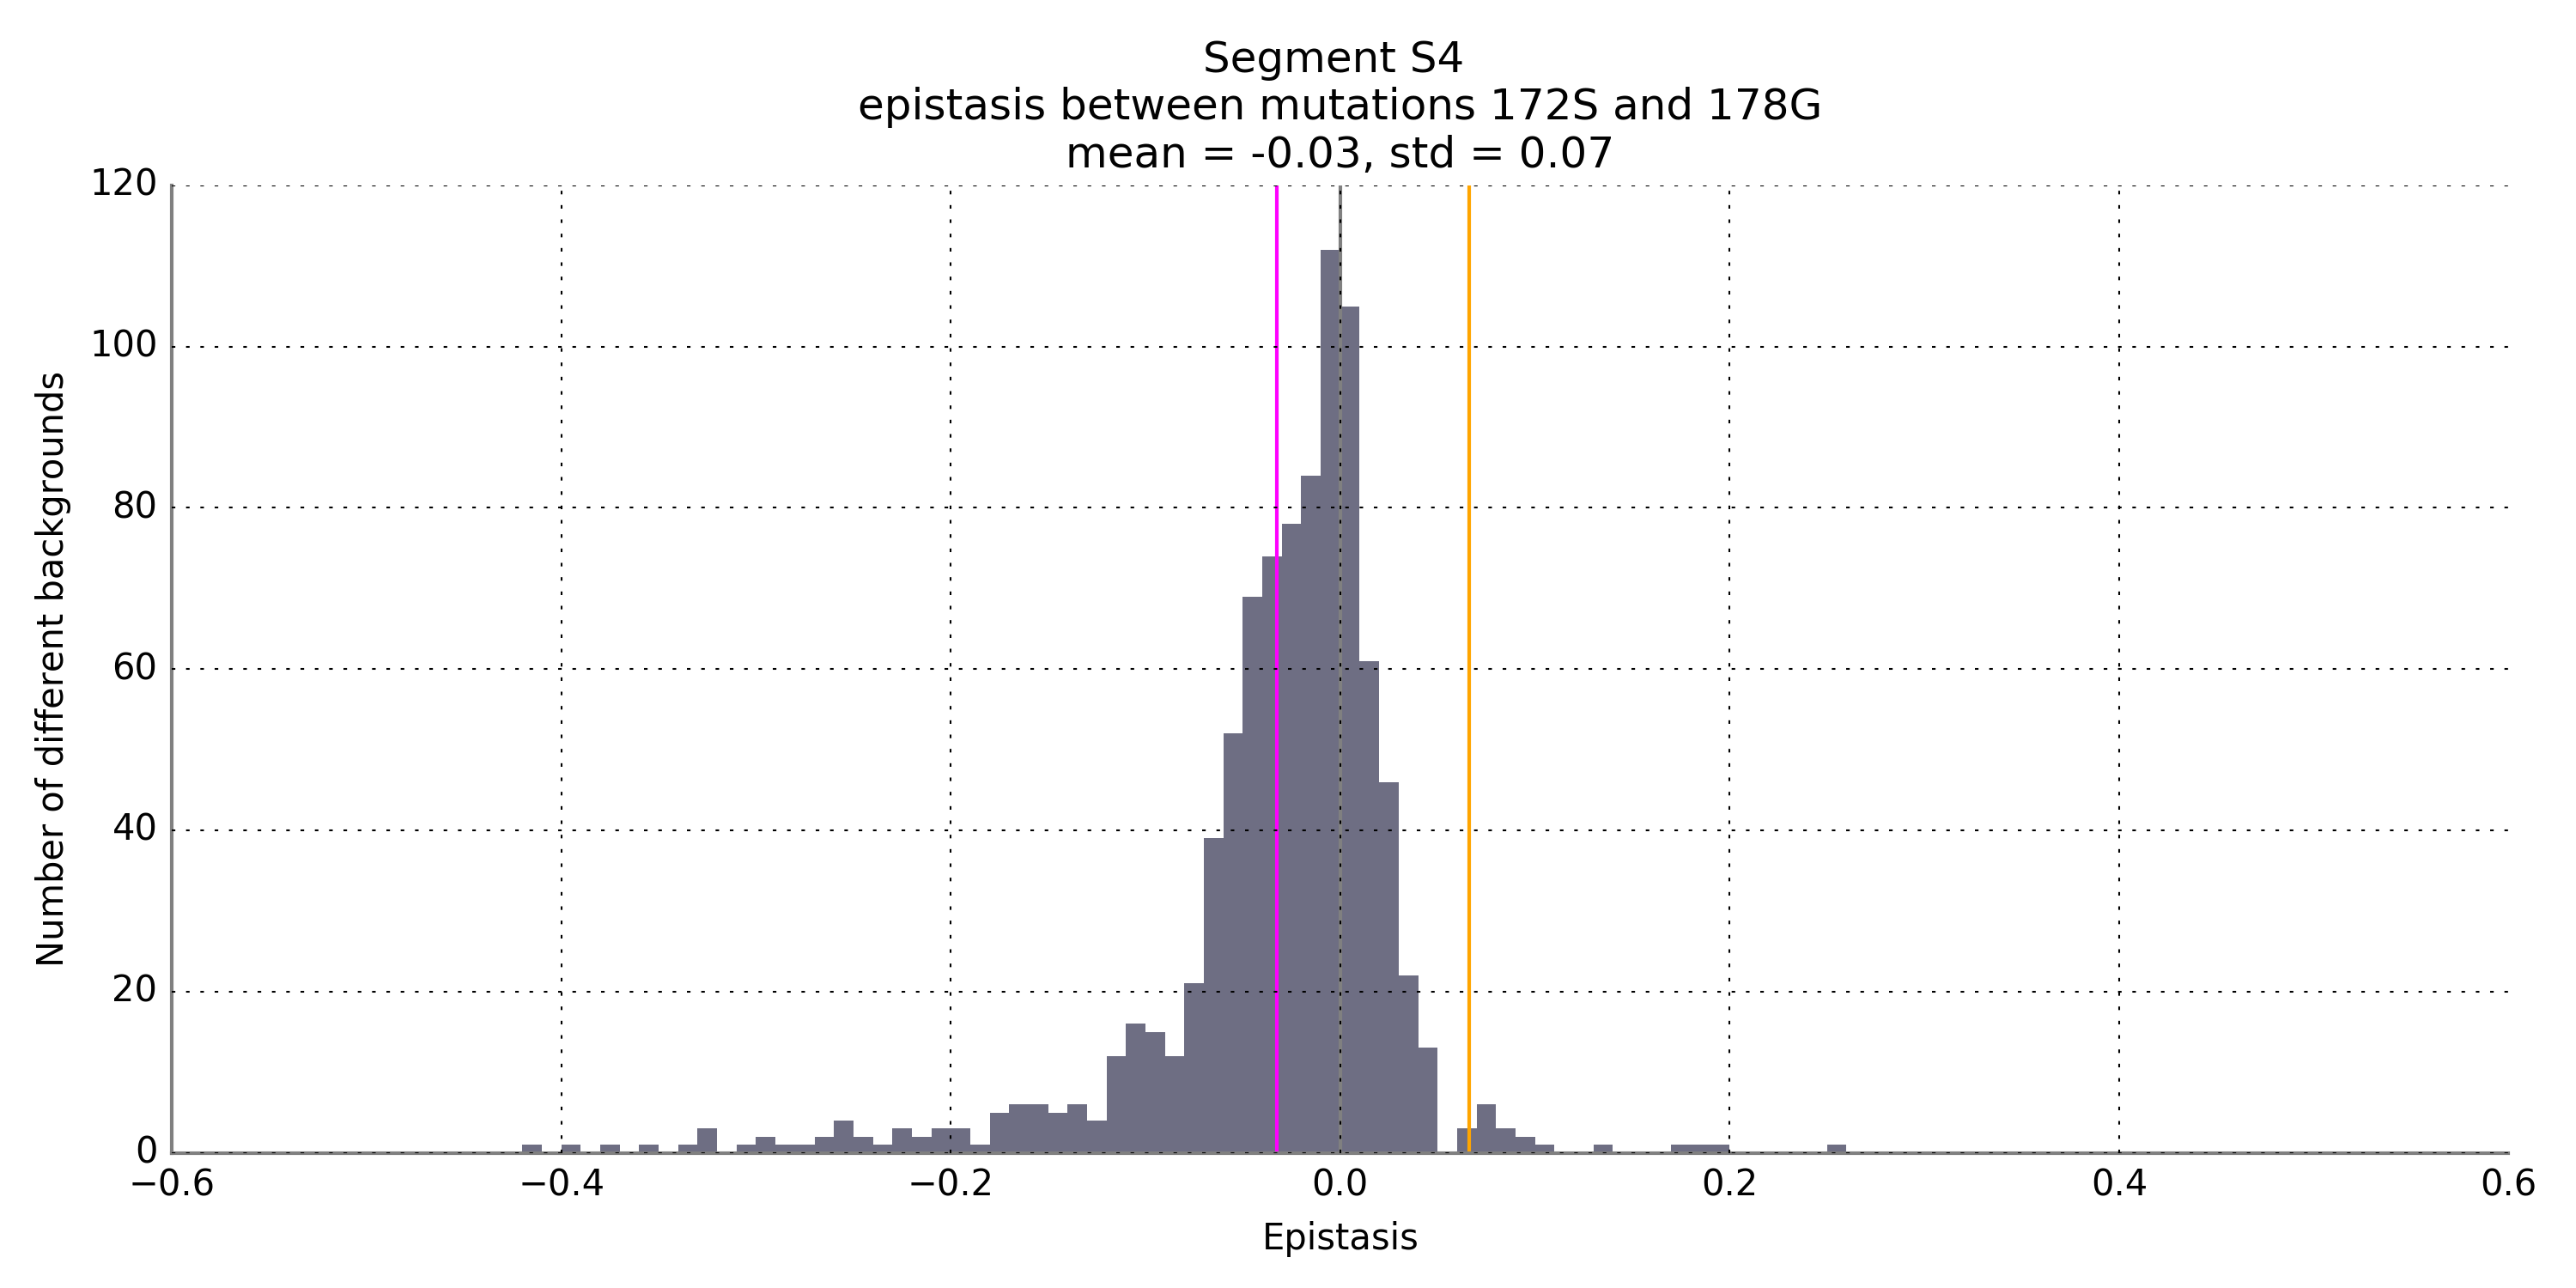 Segment S4
epistasis between mutations 172S and 178G
mean = -0.03, std = 0.07
120
100
80
60
40
20
0
Number of different backgrounds
−0.6 −0.4 −0.2 0.0 0.2 0.4 0.6
Epistasis